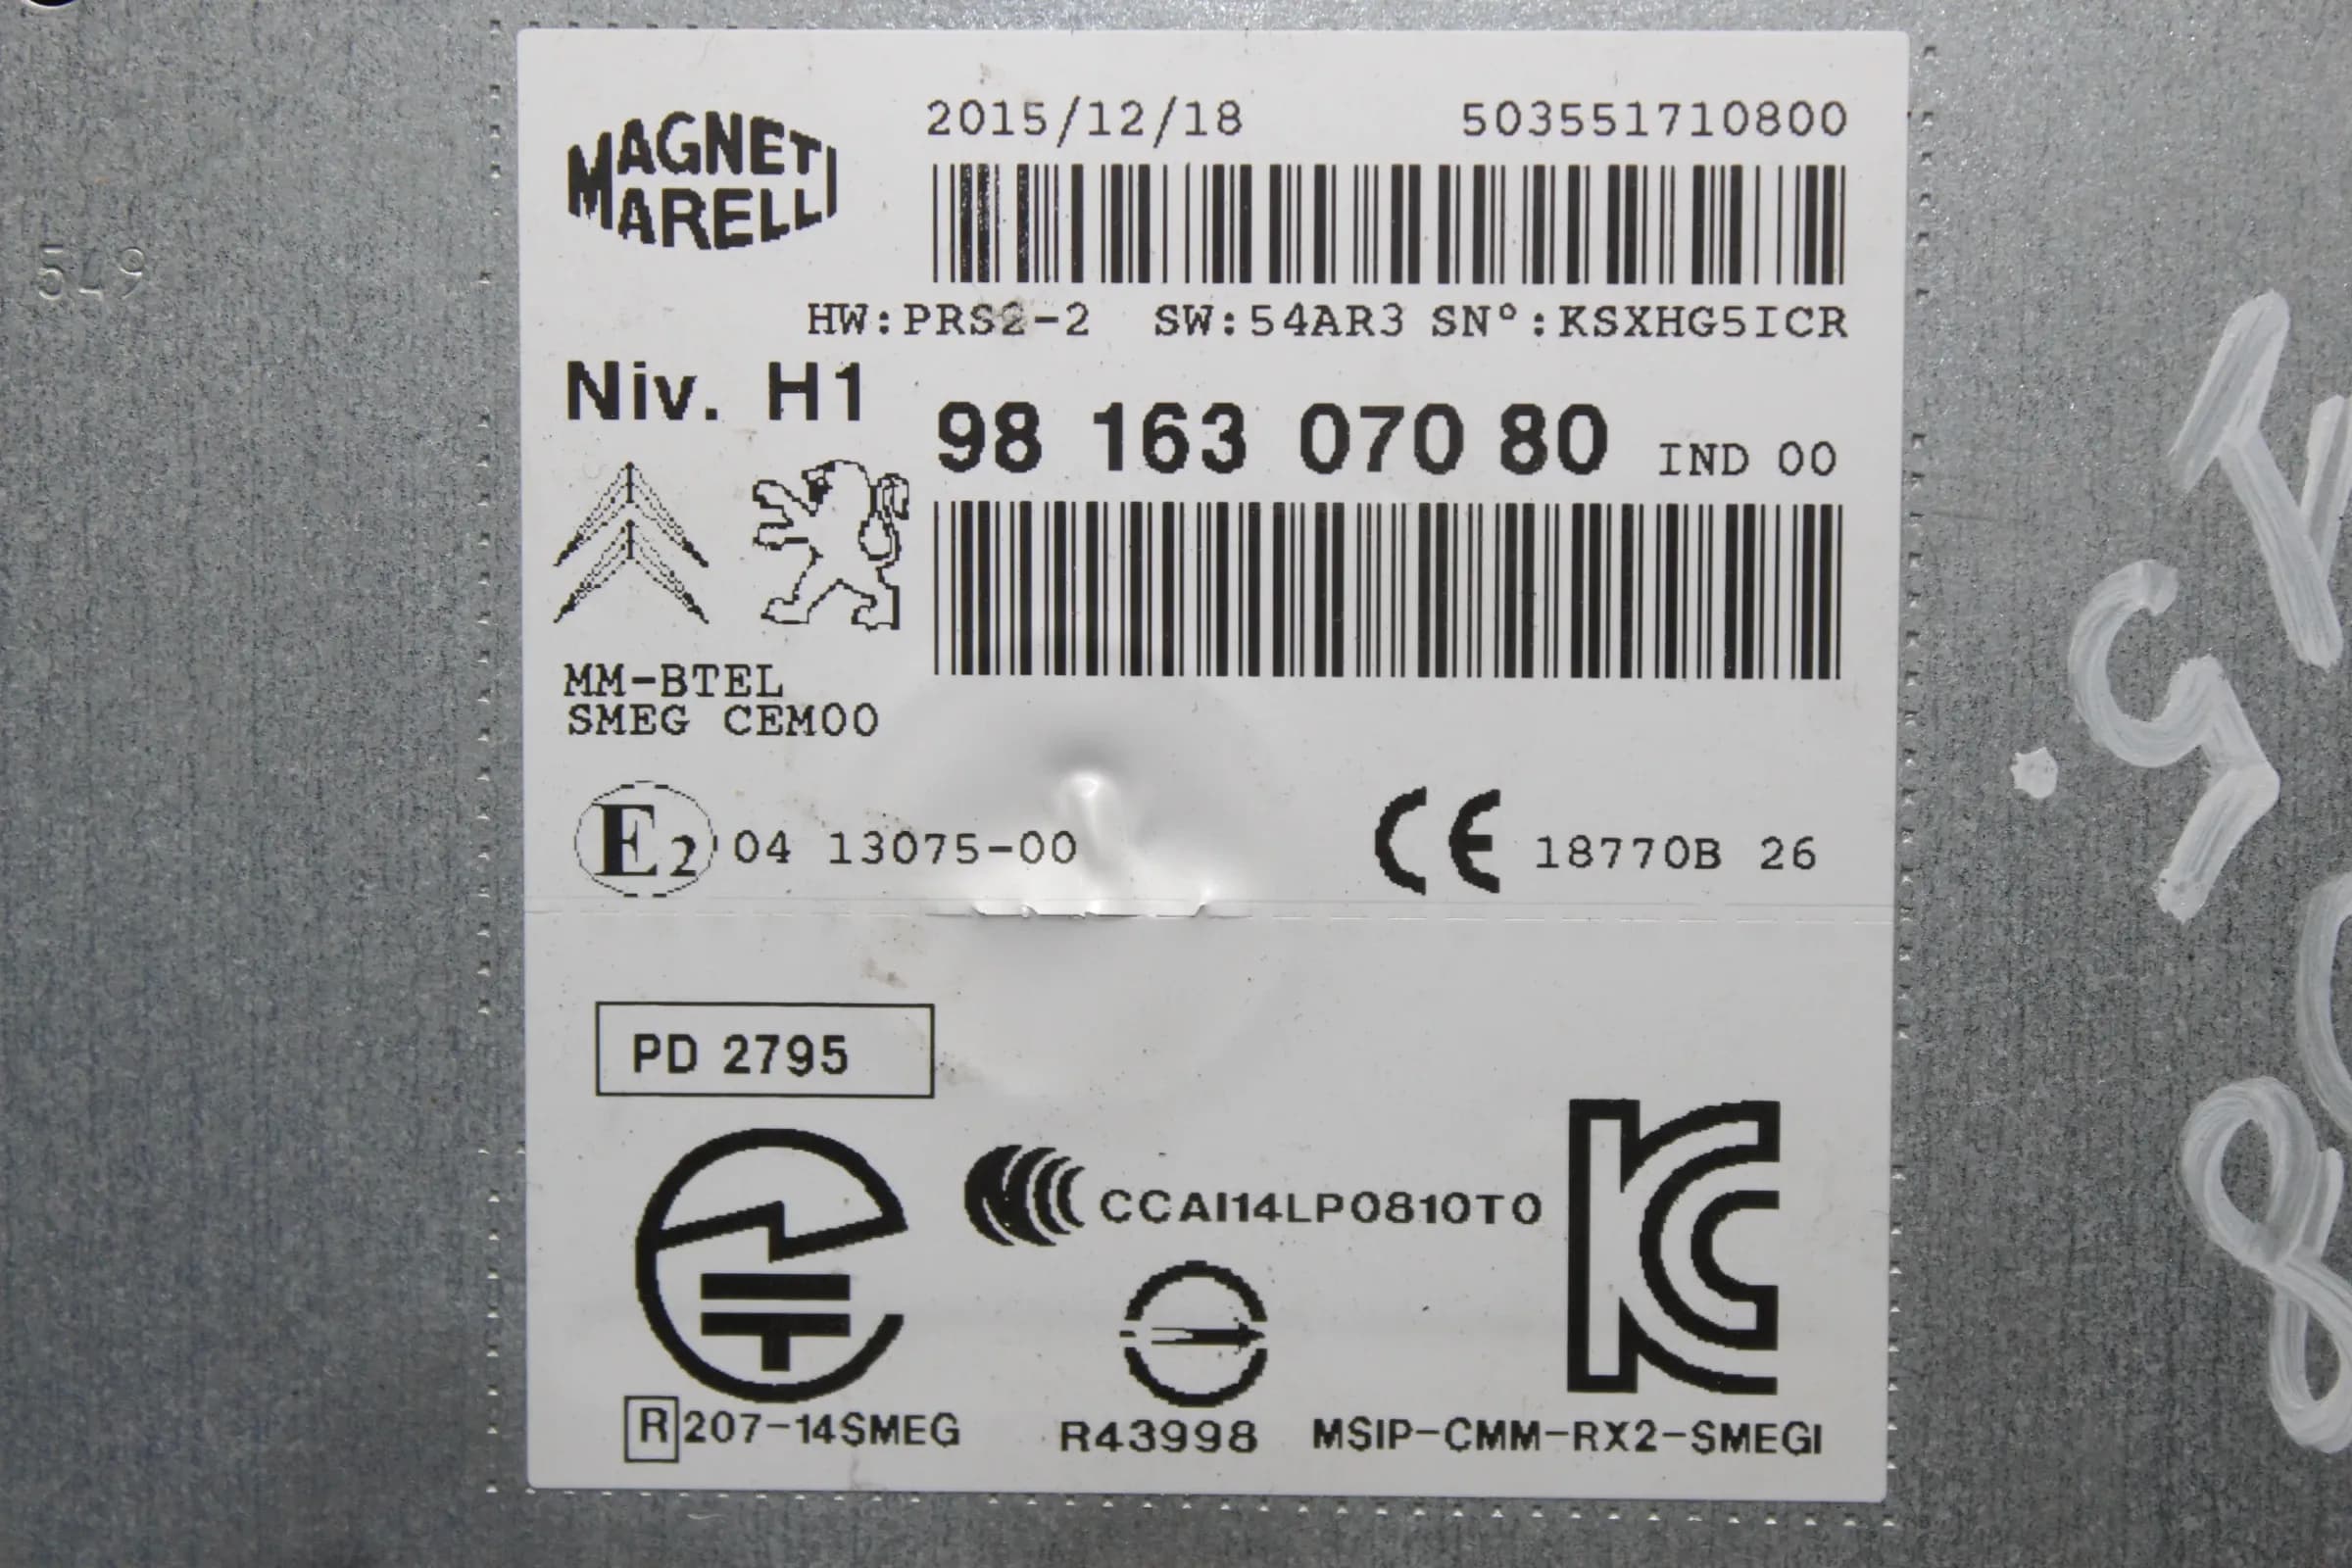 549
MAGNETI
MARELLI
2015/12/18 503551710800
HW:PRS2-2 SW:54AR3 SN°:KSXHG5ICR
Niv. H1
98 163 070 80 IND 00
MM-BTEL
SMEG CEM00
E2 04 13075-00
CE 18770B 26
PD 2795
CCAI14LP0810T0
R 207-14SMEG
R43998
MSIP-CMM-RX2-SMEGI